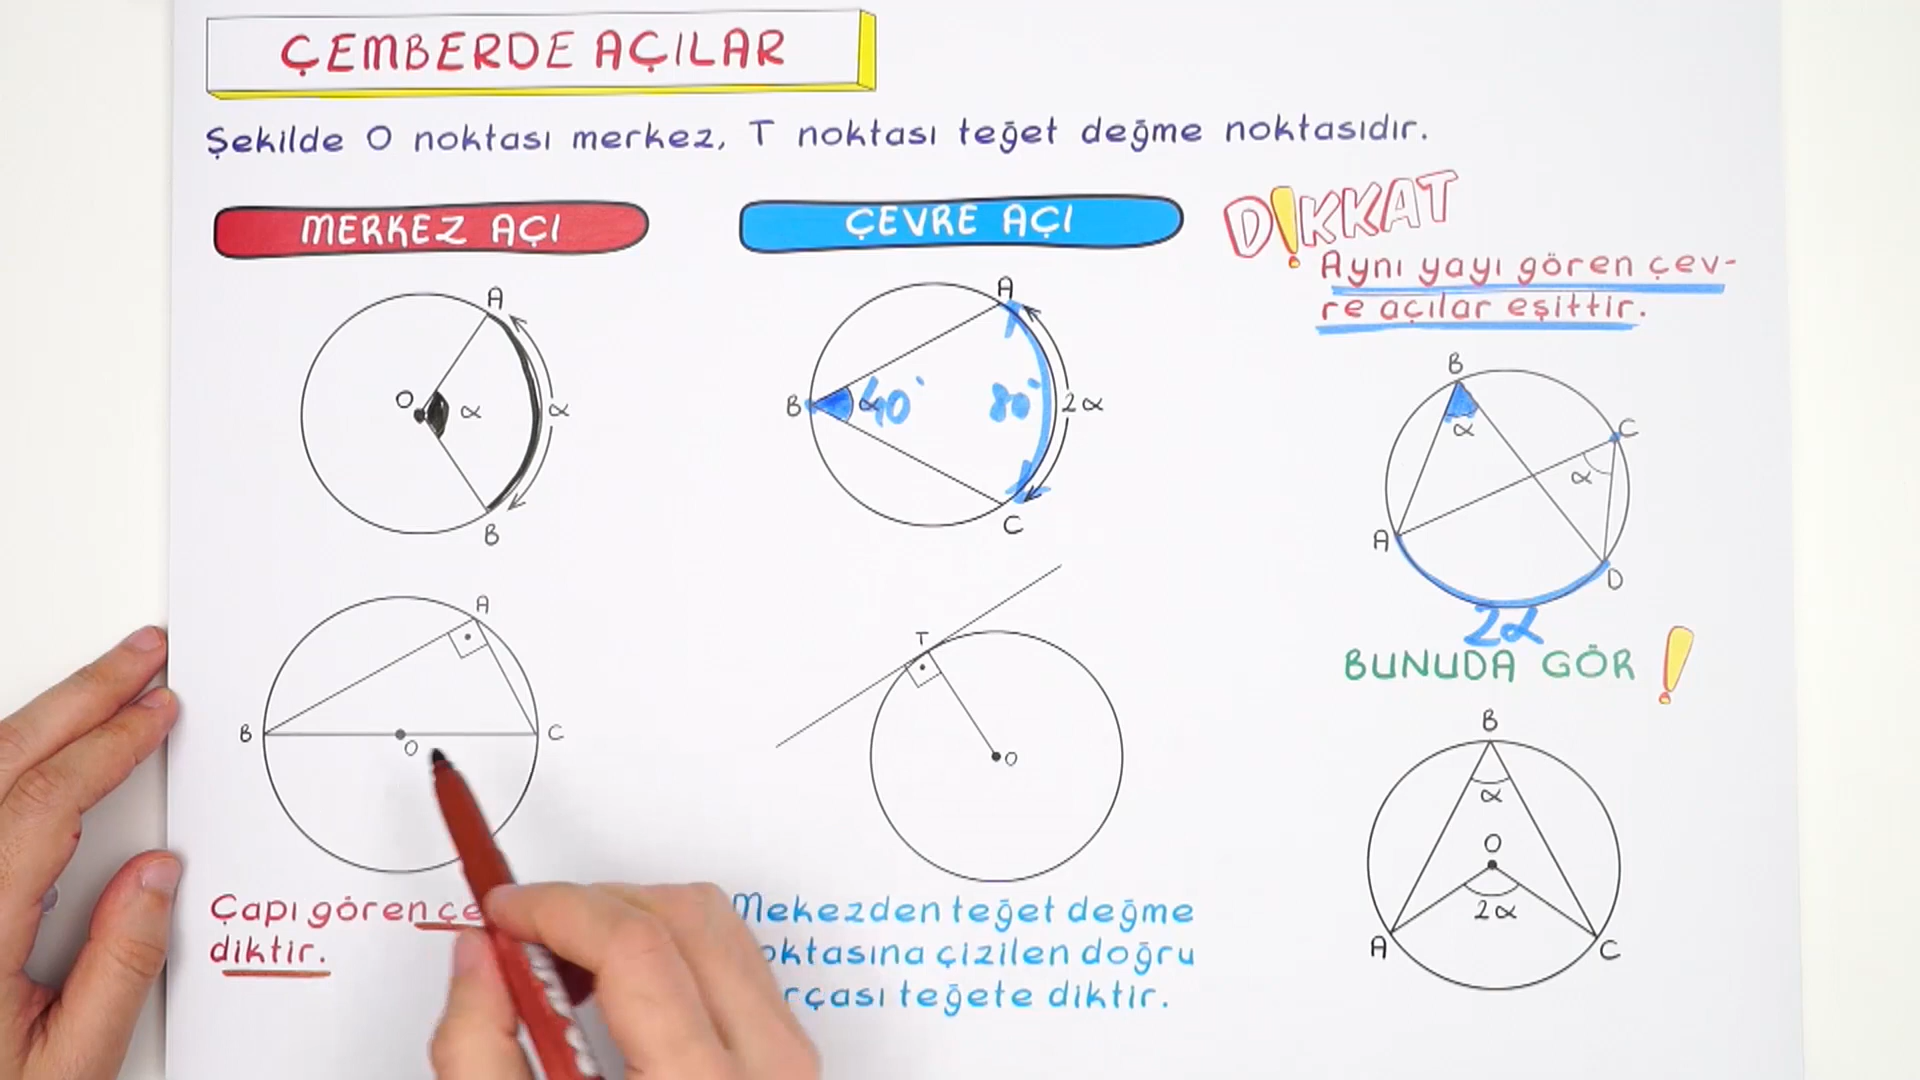 ÇEMBERDE AÇILAR
Şekilde O noktası merkez, T noktası teğet değme noktasıdır.
MERKEZ AÇI
A
O
α
α
B
A
B
O
C
Çapı gören
diktir.
ÇEVRE AÇI
A
B
α
40°
80°
2α
C
T
O
Mekezden teğet değme
çizilen doğru
teğete diktir.
DİKKAT
Aynı yayı gören çev-
re açılar eşittir.
B
α
C
α
A
D
2α
BUNUDA GÖR !
B
α
O
2α
A
C